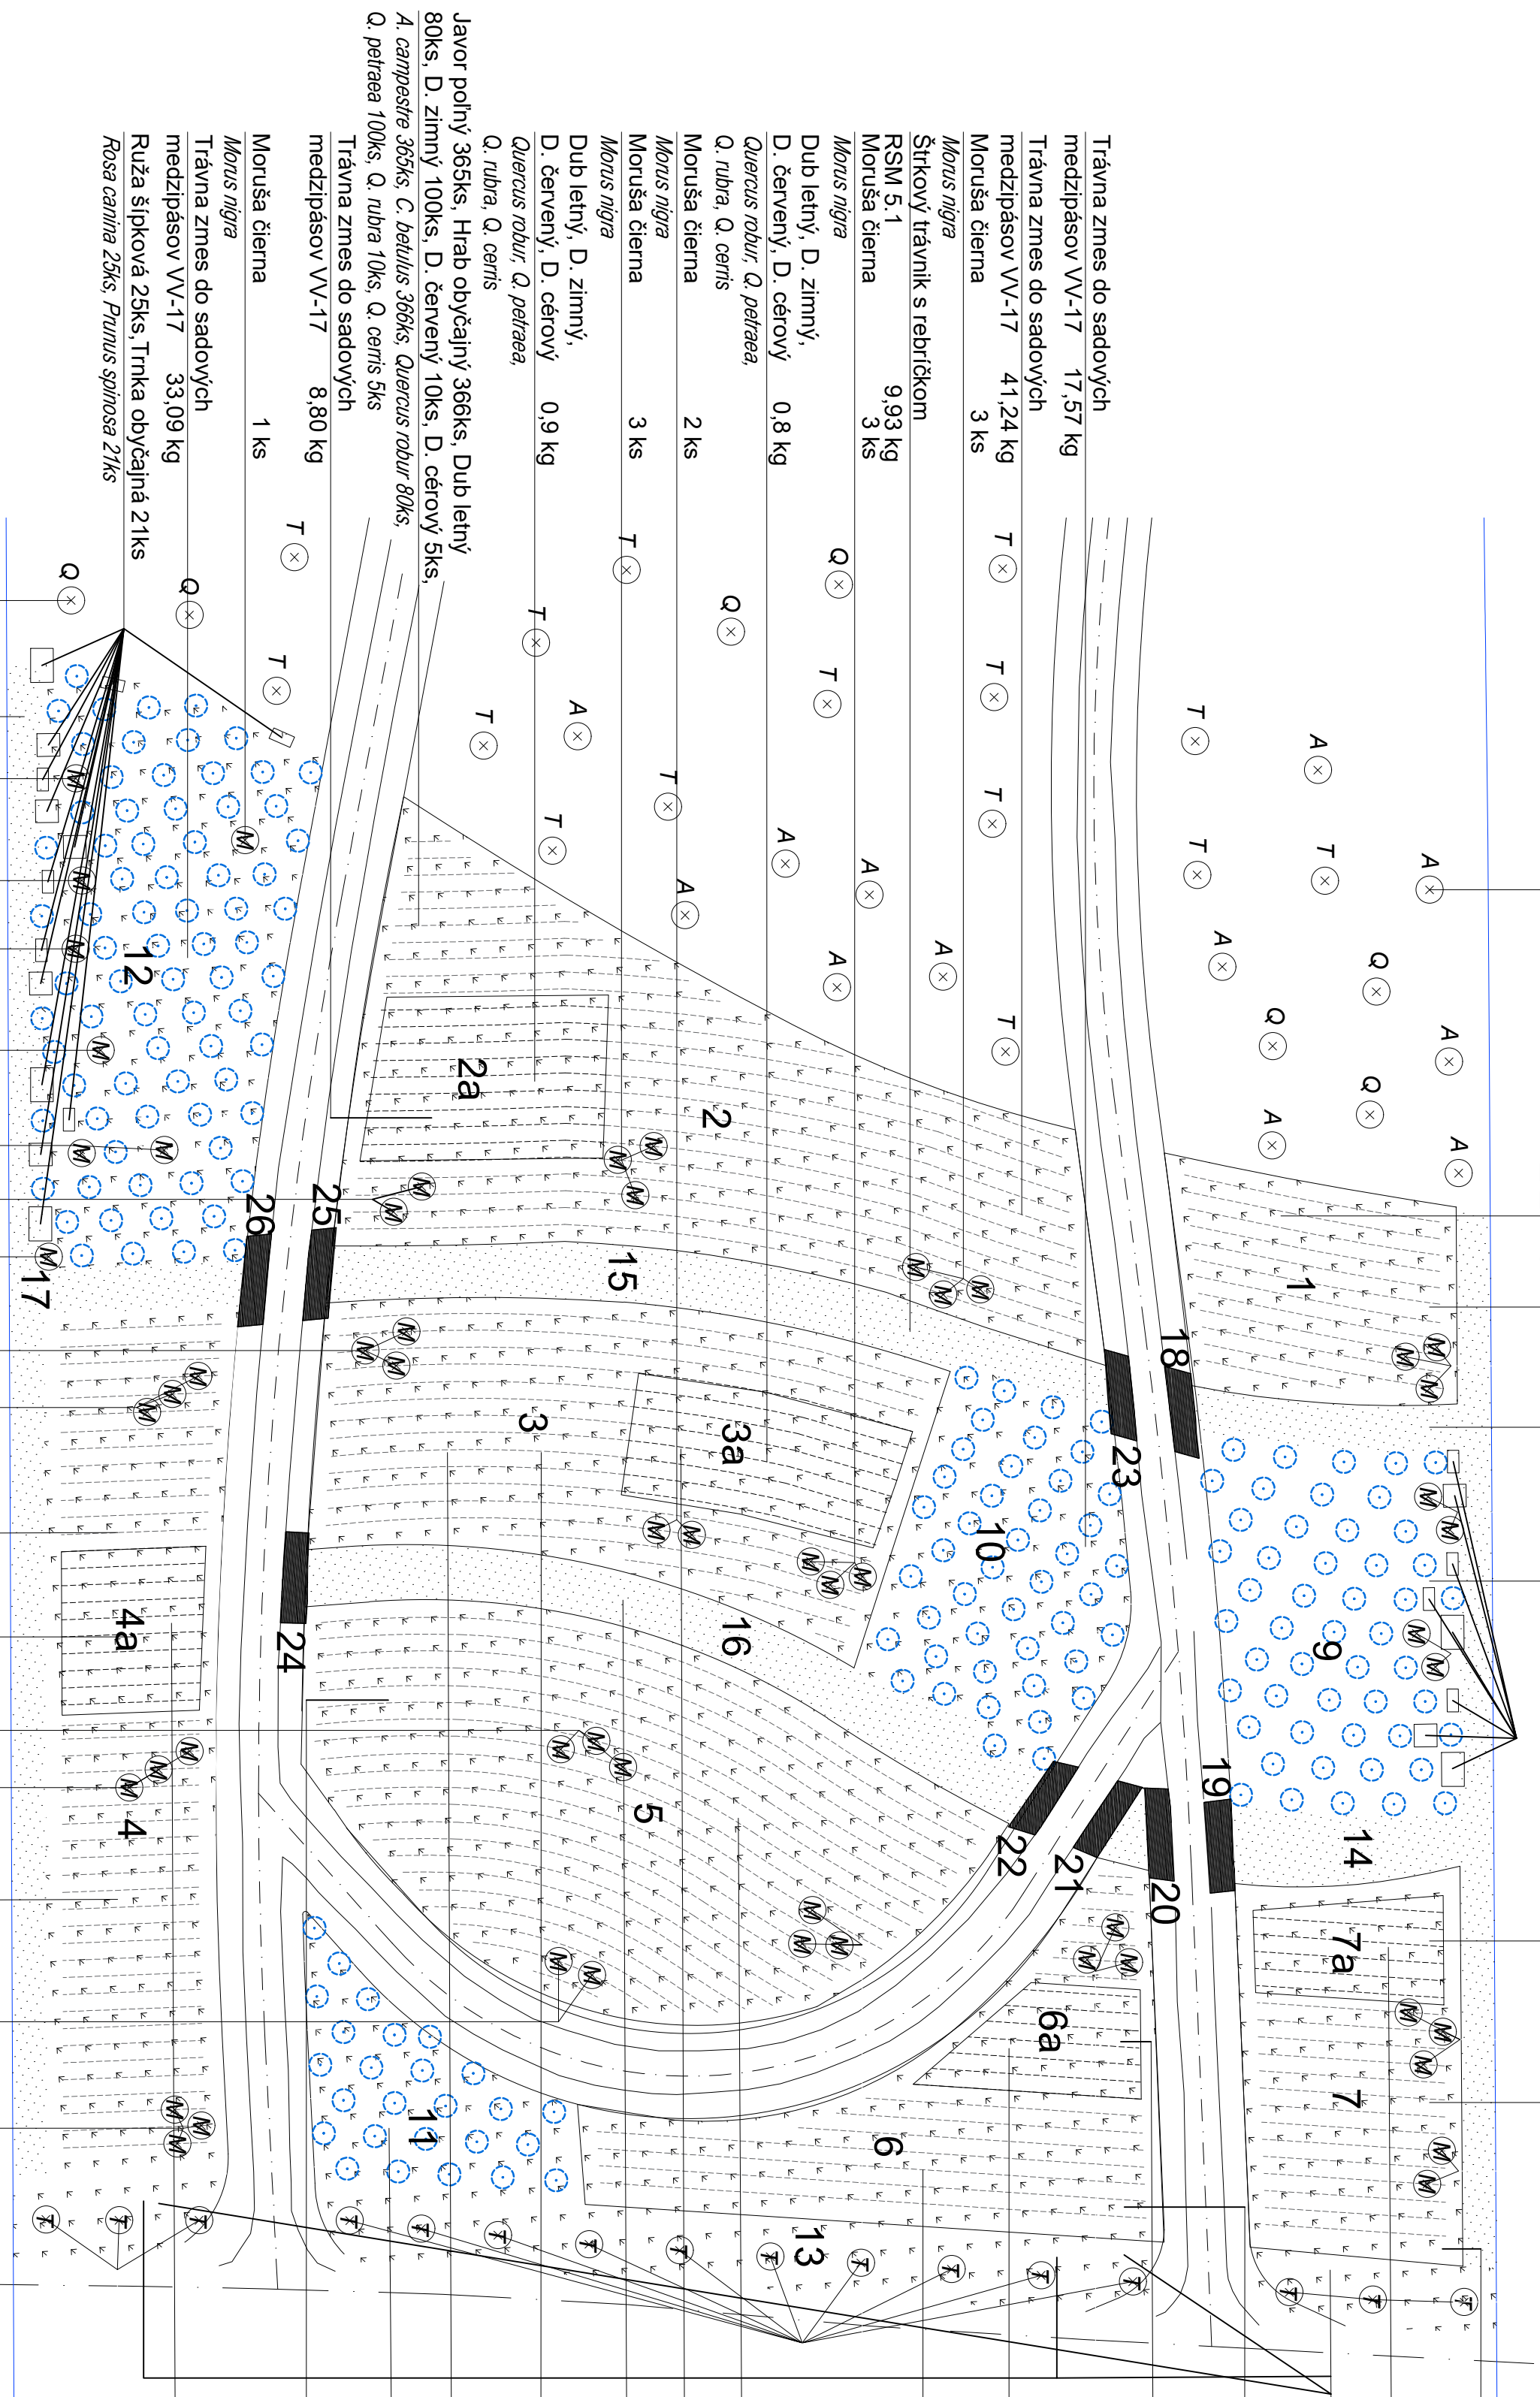 Trávna zmes do sadových
medzipásov VV-17 17,57 kg
Trávna zmes do sadových
medzipásov VV-17 41,24 kg
Moruša čierna 3 ks
Morus nigra
Štrkový trávnik s rebríčkom
RSM 5.1 9,93 kg
Moruša čierna 3 ks
Morus nigra
Dub letný, D. zimný,
D. červený, D. cérový 0,8 kg
Quercus robur, Q. petraea,
Q. rubra, Q. cerris
Moruša čierna 2 ks
Morus nigra
Moruša čierna 3 ks
Morus nigra
Dub letný, D. zimný,
D. červený, D. cérový 0,9 kg
Quercus robur, Q. petraea,
Q. rubra, Q. cerris
Javor poľný 365ks, Hrab obyčajný 366ks, Dub letný
80ks, D. zimný 100ks, D. červený 10ks, D. cérový 5ks,
A. campestre 365ks, C. betulus 366ks, Quercus robur 80ks,
Q. petraea 100ks, Q. rubra 10ks, Q. cerris 5ks
Trávna zmes do sadových
medzipásov VV-17 8,80 kg
Moruša čierna 1 ks
Morus nigra
Trávna zmes do sadových
medzipásov VV-17 33,09 kg
Ruža šípková 25ks,Trnka obyčajná 21ks
Rosa canina 25ks, Prunus spinosa 21ks
1
18
9
14
19
7a
7
23
10
20
21
22
6a
6
13
2
2a
15
3a
3
16
5
25
26
24
11
12
17
4a
4